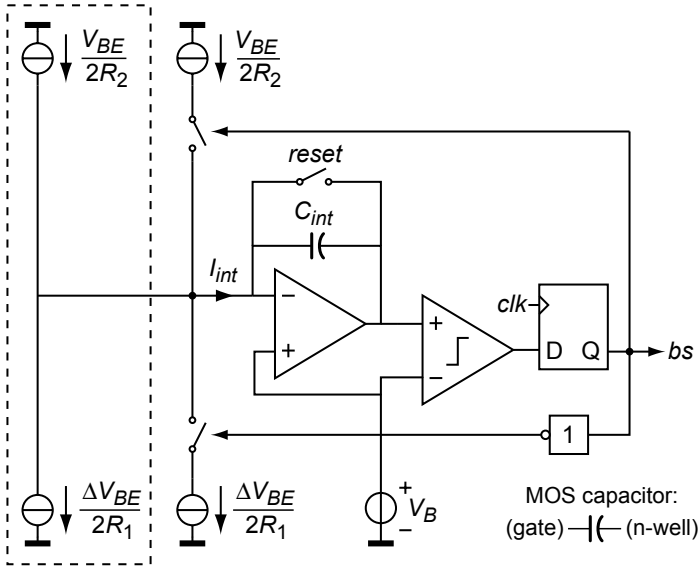 V_BE
2R_2
V_BE
2R_2
reset
C_int
I_int
−
+
+
−
clk
D Q
bs
1
ΔV_BE
2R_1
ΔV_BE
2R_1
+
V_B
−
MOS capacitor:
(gate) (n-well)